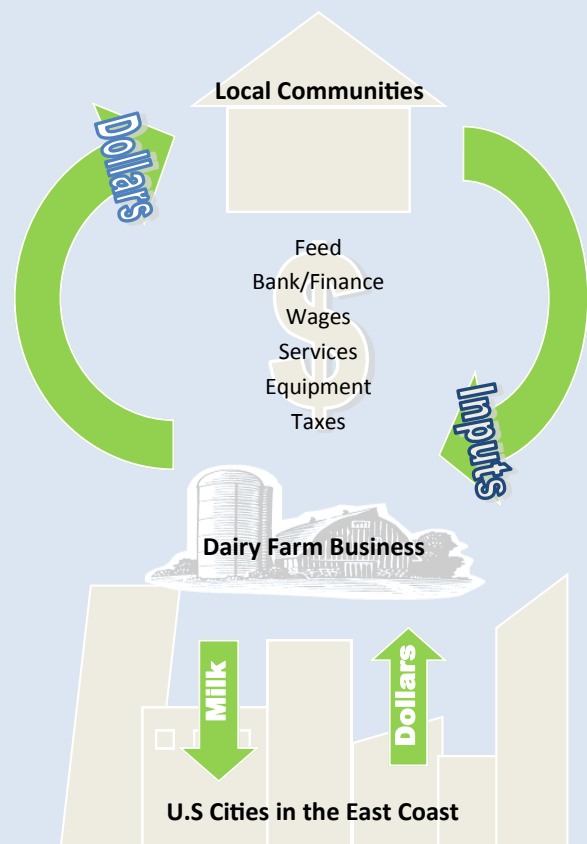 Local Communities
Dollars
Feed
Bank/Finance
Wages
Services
Equipment
Taxes
Inputs
Dairy Farm Business
Milk
Dollars
U.S Cities in the East Coast